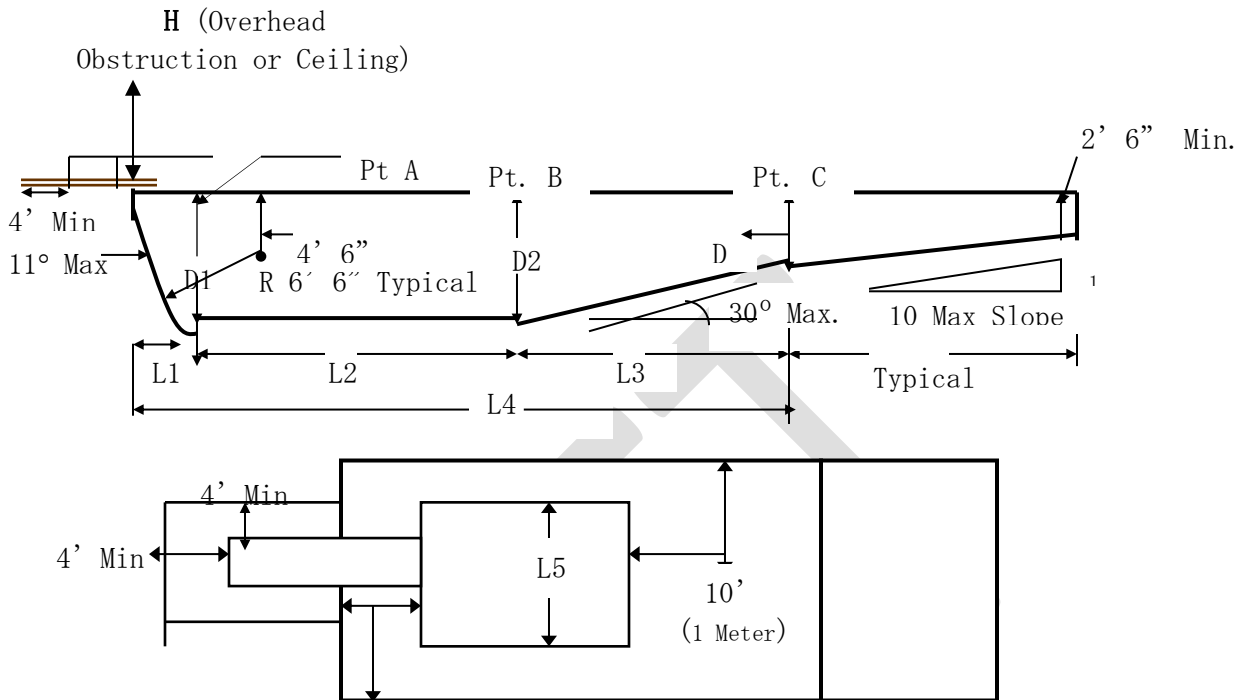 H (Overhead
Obstruction or Ceiling)
2’ 6” Min.
Pt A
Pt. B
Pt. C
4’ Min
11° Max
D1
4’ 6”
R 6′ 6″ Typical
D2
D
30° Max.
1
10 Max Slope
L1
L2
L3
Typical
L4
4’ Min
4’ Min
L5
10’
(1 Meter)